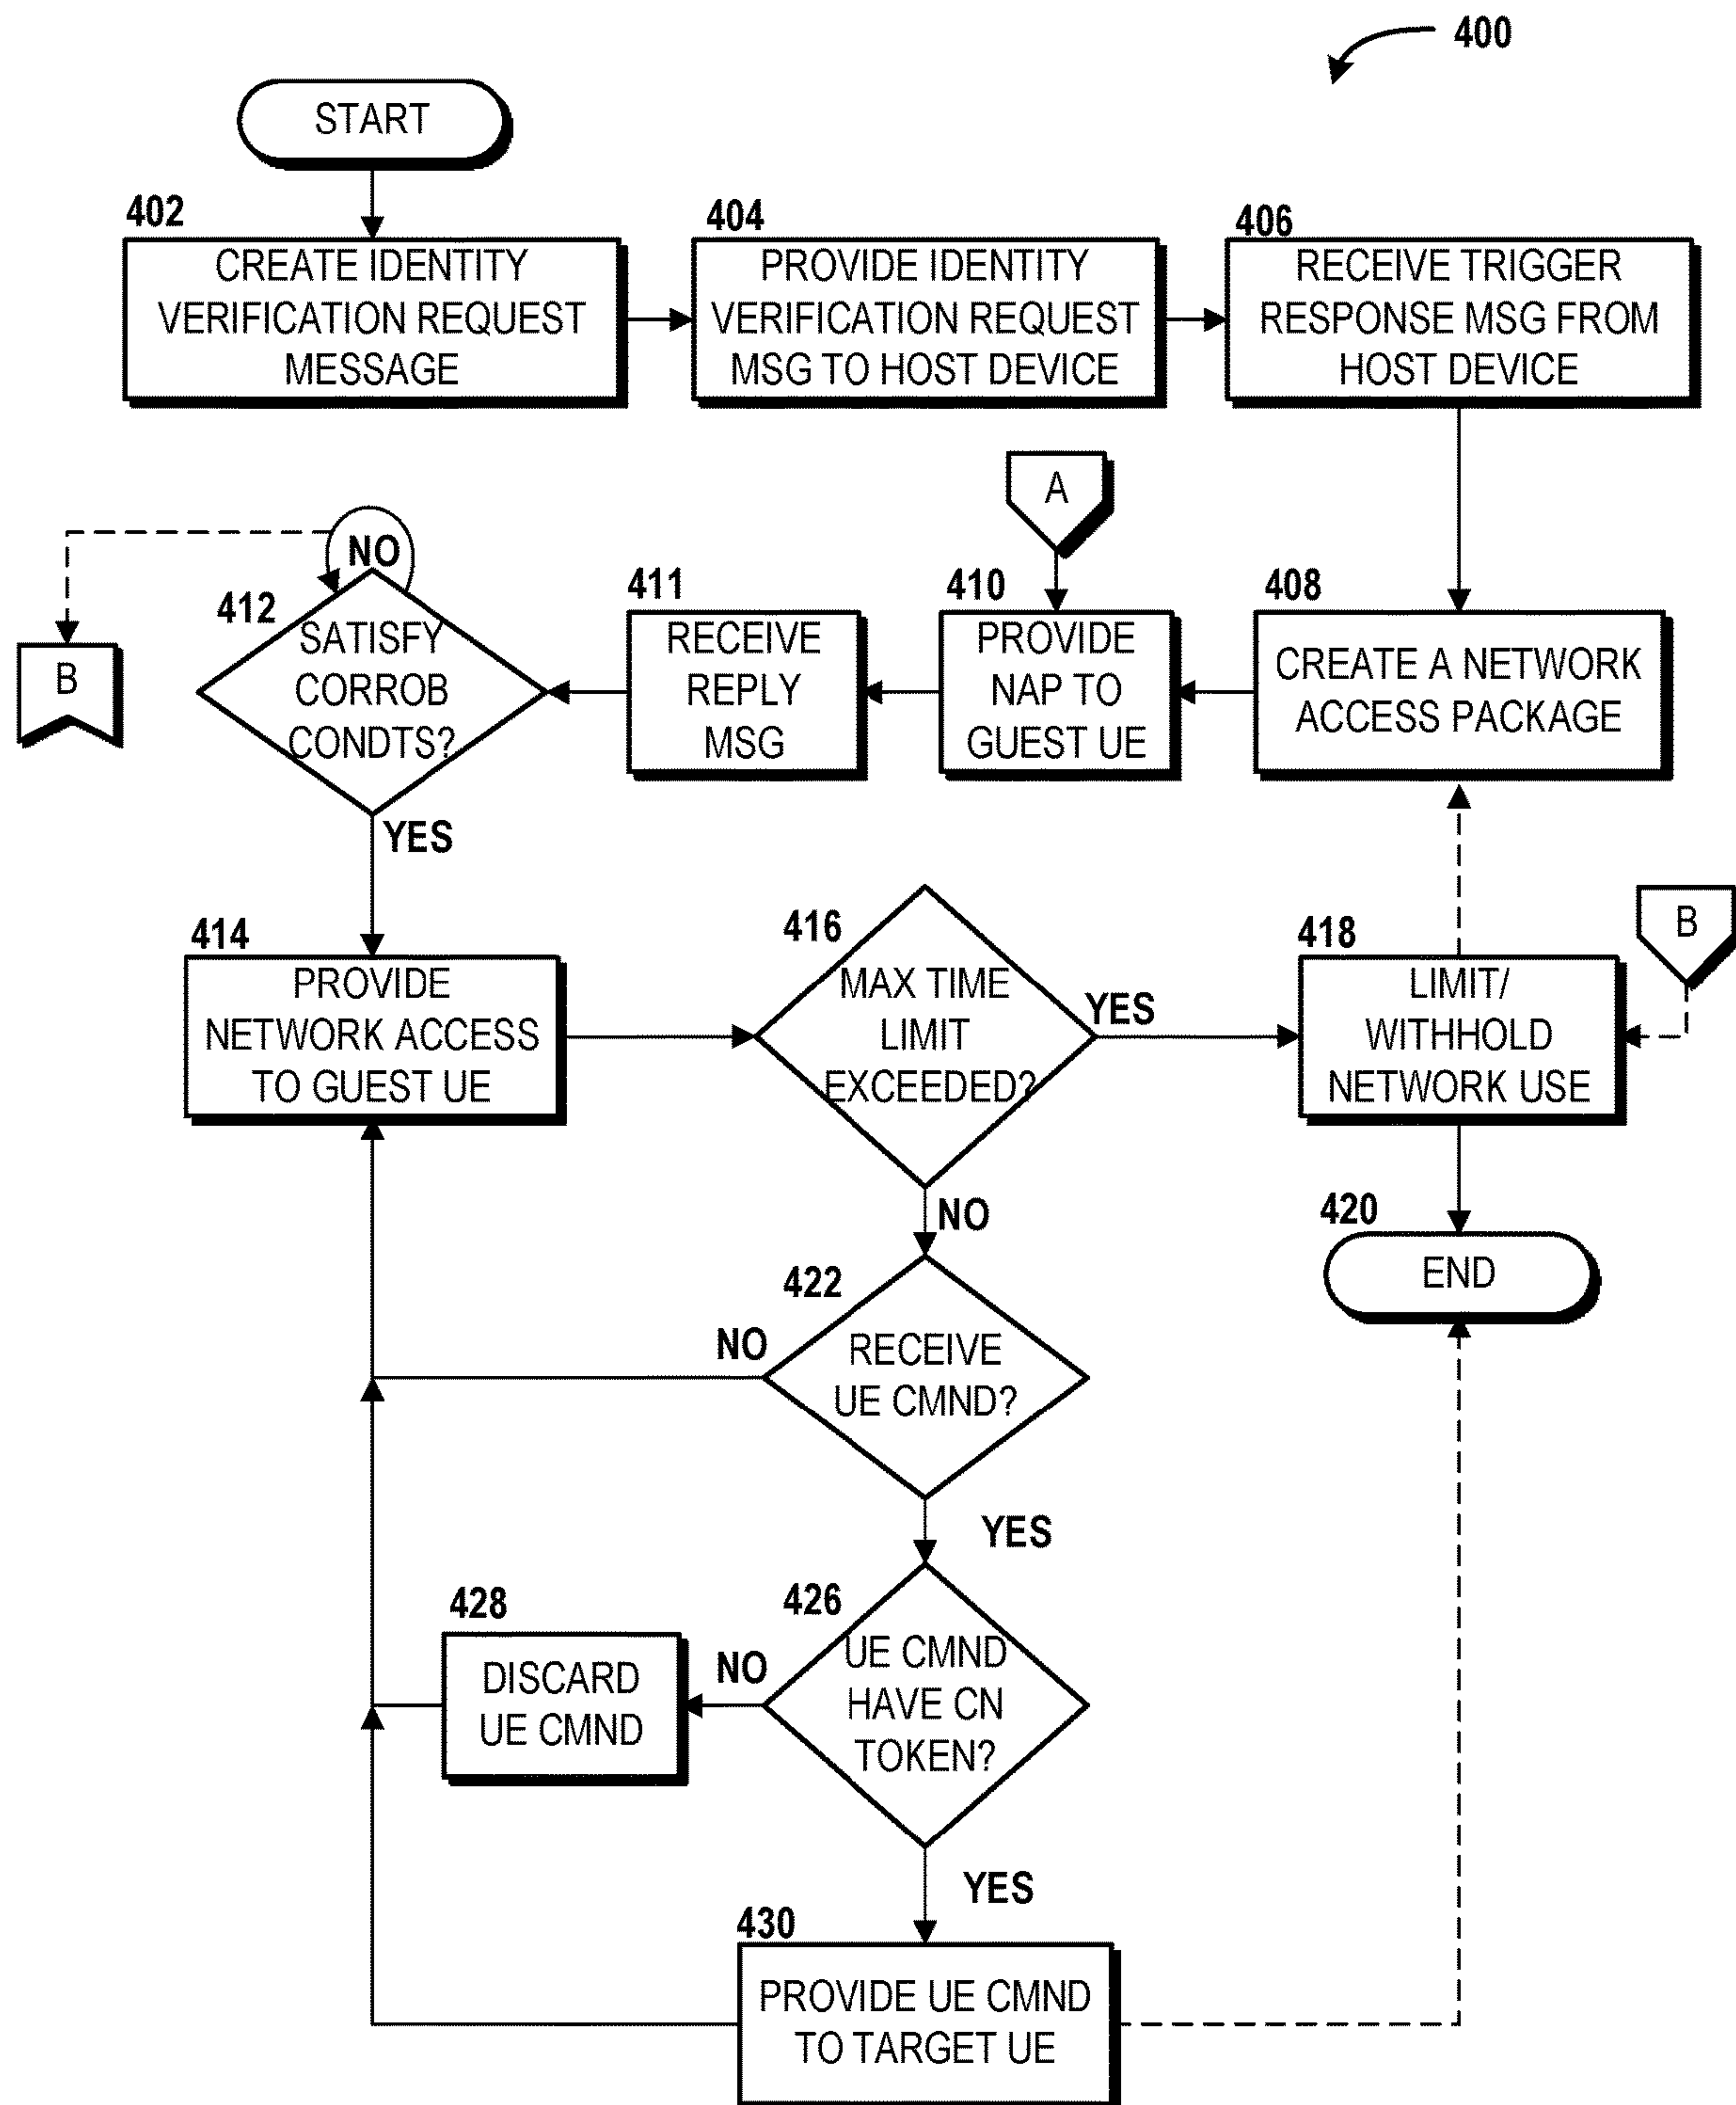 400
START
402
CREATE IDENTITY
VERIFICATION REQUEST
MESSAGE
404
PROVIDE IDENTITY
VERIFICATION REQUEST
MSG TO HOST DEVICE
406
RECEIVE TRIGGER
RESPONSE MSG FROM
HOST DEVICE
A
408
CREATE A NETWORK
ACCESS PACKAGE
410
PROVIDE
NAP TO
GUEST UE
411
RECEIVE
REPLY
MSG
412
SATISFY
CORROB
CONDTS?
NO
B
YES
414
PROVIDE
NETWORK ACCESS
TO GUEST UE
416
MAX TIME
LIMIT
EXCEEDED?
YES
418
LIMIT/
WITHHOLD
NETWORK USE
B
NO
420
END
422
RECEIVE
UE CMND?
NO
YES
426
UE CMND
HAVE CN
TOKEN?
NO
428
DISCARD
UE CMND
YES
430
PROVIDE UE CMND
TO TARGET UE